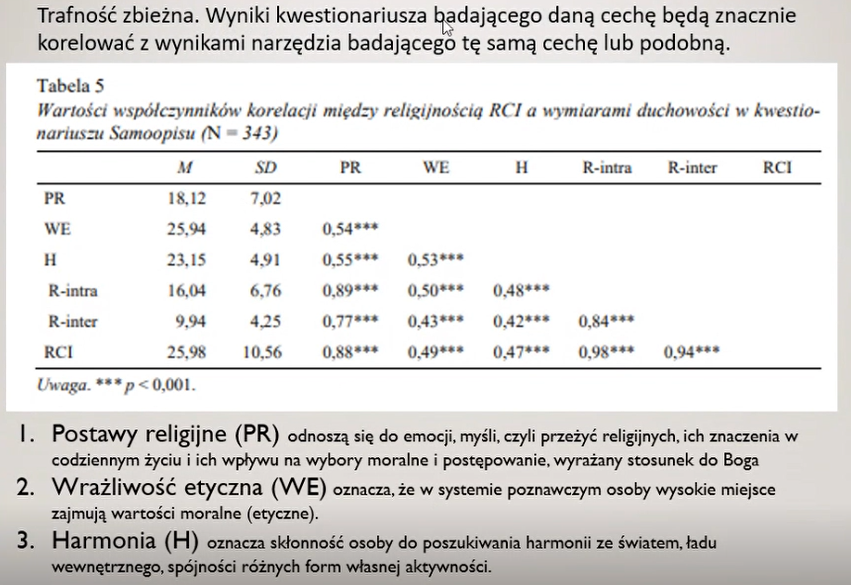 Trafność zbieżna. Wyniki kwestionariusza badającego daną cechę będą znacznie
korelować z wynikami narzędzia badającego tę samą cechę lub podobną.
Tabela 5
Wartości współczynników korelacji między religijnością RCI a wymiarami duchowości w kwestio-
nariuszu Samoopisu (N = 343)
M SD PR WE H R-intra R-inter RCI
PR 18,12 7,02
WE 25,94 4,83 0,54***
H 23,15 4,91 0,55*** 0,53***
R-intra 16,04 6,76 0,89*** 0,50*** 0,48***
R-inter 9,94 4,25 0,77*** 0,43*** 0,42*** 0,84***
RCI 25,98 10,56 0,88*** 0,49*** 0,47*** 0,98*** 0,94***
Uwaga. *** p < 0,001.
1. Postawy religijne (PR) odnoszą się do emocji, myśli, czyli przeżyć religijnych, ich znaczenia w
codziennym życiu i ich wpływu na wybory moralne i postępowanie, wyrażany stosunek do Boga
2. Wrażliwość etyczna (WE) oznacza, że w systemie poznawczym osoby wysokie miejsce
zajmują wartości moralne (etyczne).
3. Harmonia (H) oznacza skłonność osoby do poszukiwania harmonii ze światem, ładu
wewnętrznego, spójności różnych form własnej aktywności.